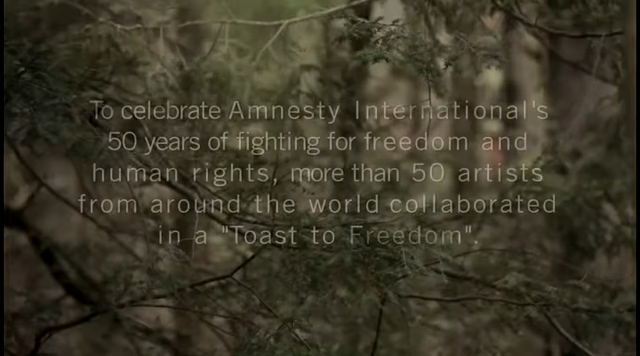 To celebrate Amnesty International's
50 years of fighting for freedom and
human rights, more than 50 artists
from around the world collaborated
in a "Toast to Freedom".